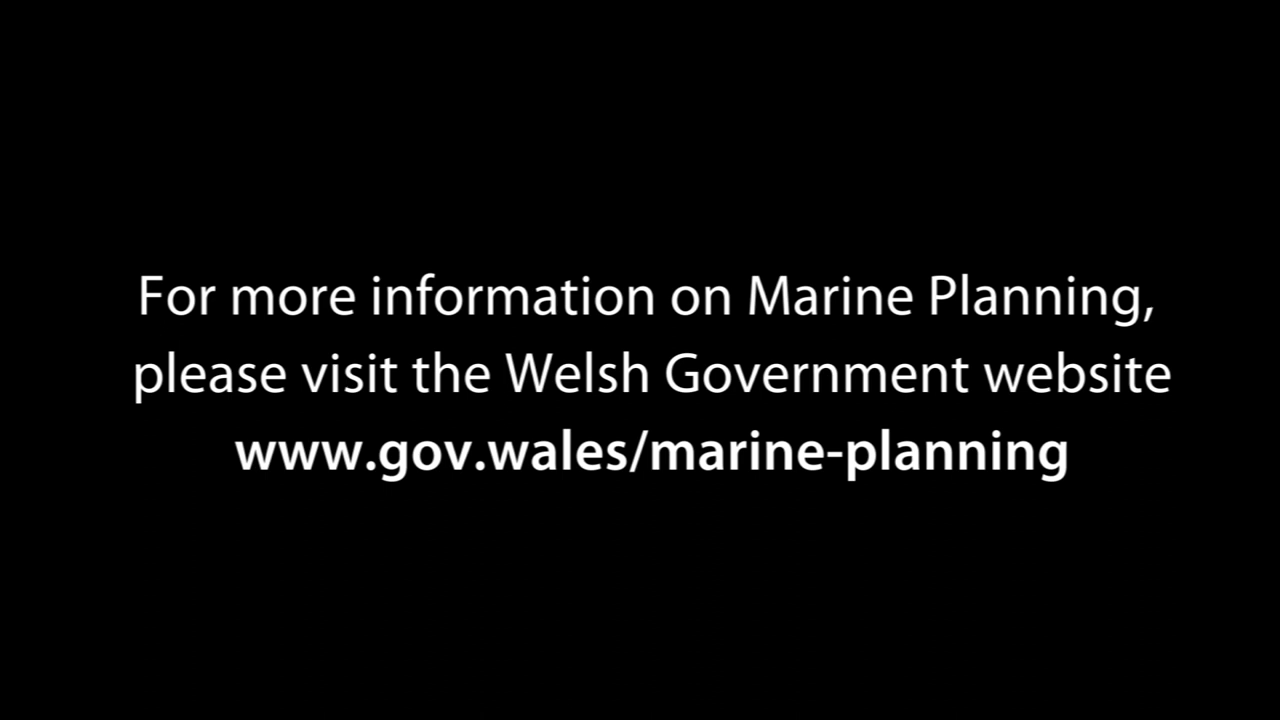 For more information on Marine Planning,
please visit the Welsh Government website
www.gov.wales/marine-planning